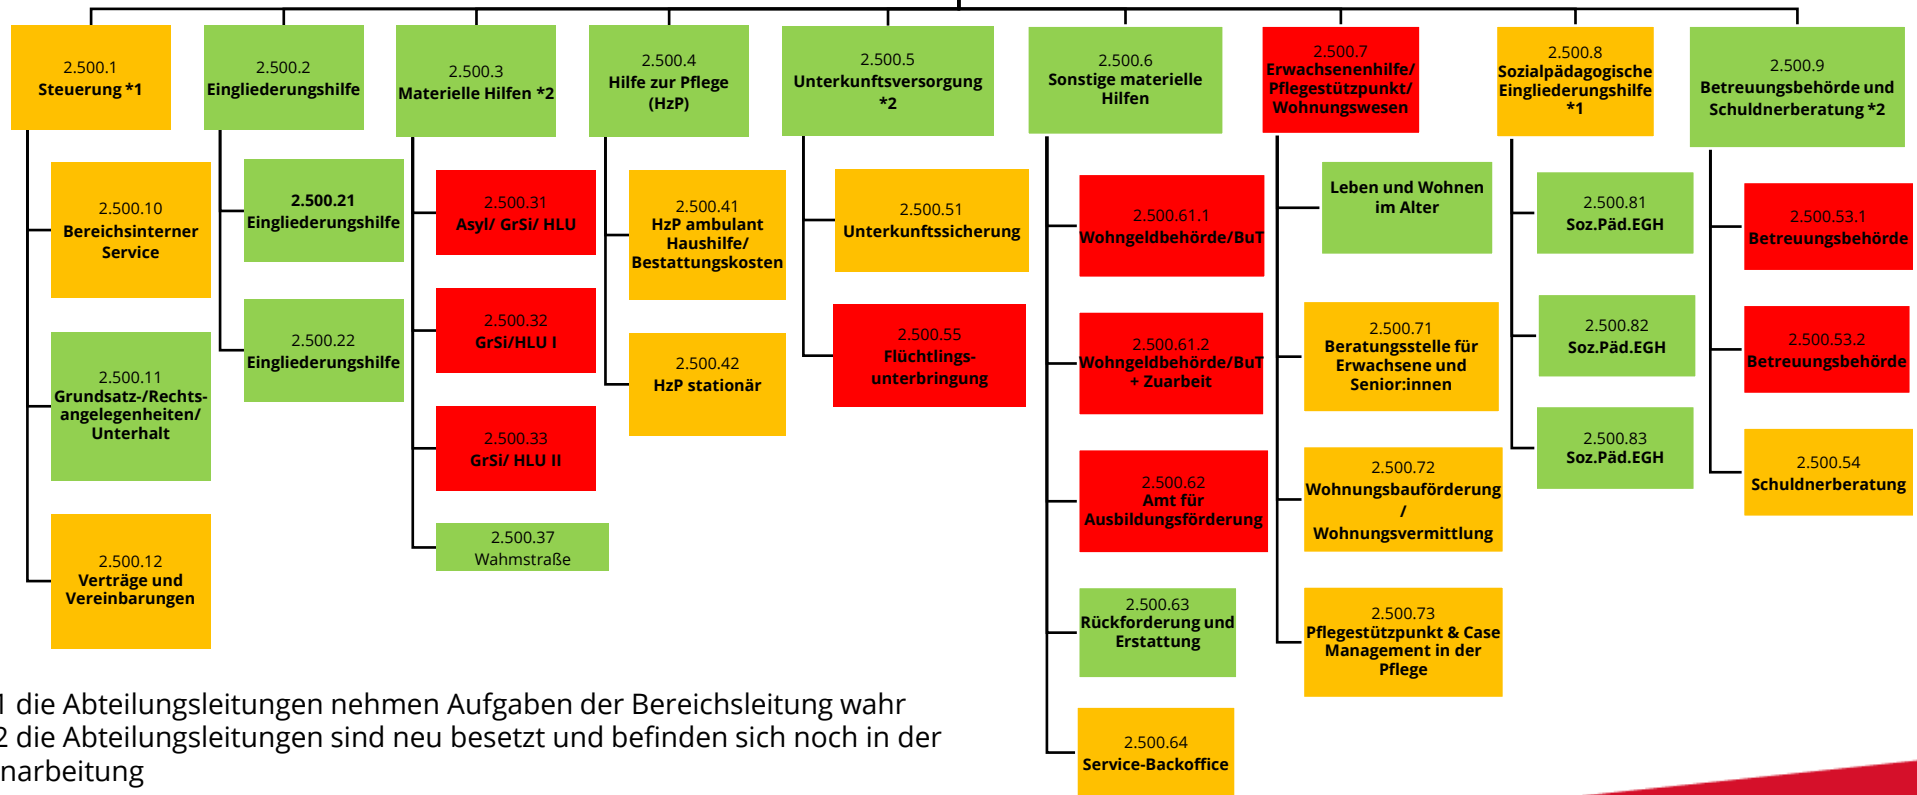 2.500.1
Steuerung *1
2.500.10
Bereichsinterner
Service
2.500.11
Grundsatz-/Rechts-
angelegenheiten/
Unterhalt
2.500.12
Verträge und
Vereinbarungen
2.500.2
Eingliederungshilfe
2.500.21
Eingliederungshilfe
2.500.22
Eingliederungshilfe
2.500.3
Materielle Hilfen *2
2.500.31
Asyl/ GrSi/ HLU
2.500.32
GrSi/HLU I
2.500.33
GrSi/ HLU II
2.500.37
Wahmstraße
2.500.4
Hilfe zur Pflege
(HzP)
2.500.41
HzP ambulant
Haushilfe/
Bestattungskosten
2.500.42
HzP stationär
2.500.5
Unterkunftsversorgung
*2
2.500.51
Unterkunftssicherung
2.500.55
Flüchtlings-
unterbringung
2.500.6
Sonstige materielle
Hilfen
2.500.61.1
Wohngeldbehörde/BuT
2.500.61.2
Wohngeldbehörde/BuT
+ Zuarbeit
2.500.62
Amt für
Ausbildungsförderung
2.500.63
Rückforderung und
Erstattung
2.500.64
Service-Backoffice
2.500.7
Erwachsenenhilfe/
Pflegestützpunkt/
Wohnungswesen
Leben und Wohnen
im Alter
2.500.71
Beratungsstelle für
Erwachsene und
Senior:innen
2.500.72
Wohnungsbauförderung
/
Wohnungsvermittlung
2.500.73
Pflegestützpunkt & Case
Management in der
Pflege
2.500.8
Sozialpädagogische
Eingliederungshilfe
*1
2.500.81
Soz.Päd.EGH
2.500.82
Soz.Päd.EGH
2.500.83
Soz.Päd.EGH
2.500.9
Betreuungsbehörde und
Schuldnerberatung *2
2.500.53.1
Betreuungsbehörde
2.500.53.2
Betreuungsbehörde
2.500.54
Schuldnerberatung
1 die Abteilungsleitungen nehmen Aufgaben der Bereichsleitung wahr
2 die Abteilungsleitungen sind neu besetzt und befinden sich noch in der
narbeitung